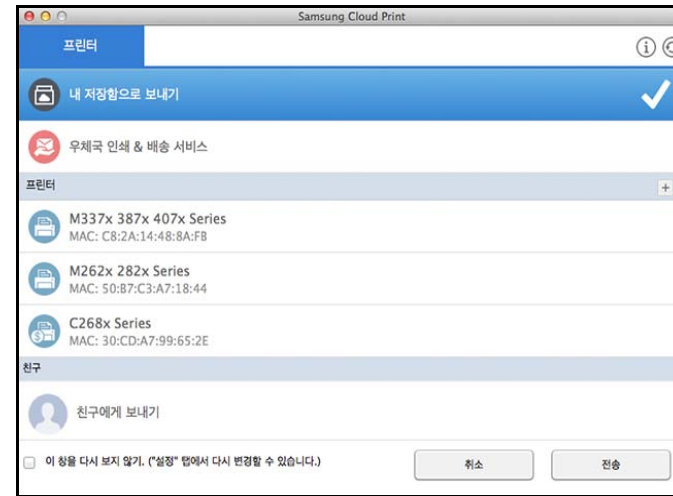 Samsung Cloud Print
프린터
내 저장함으로 보내기
우체국 인쇄 & 배송 서비스
프린터
M337x 387x 407x Series
MAC: C8:2A:14:48:8A:FB
M262x 282x Series
MAC: 50:B7:C3:A7:18:44
C268x Series
MAC: 30:CD:A7:99:65:2E
친구
친구에게 보내기
이 창을 다시 보지 않기. ("설정" 탭에서 다시 변경할 수 있습니다.)
취소
전송